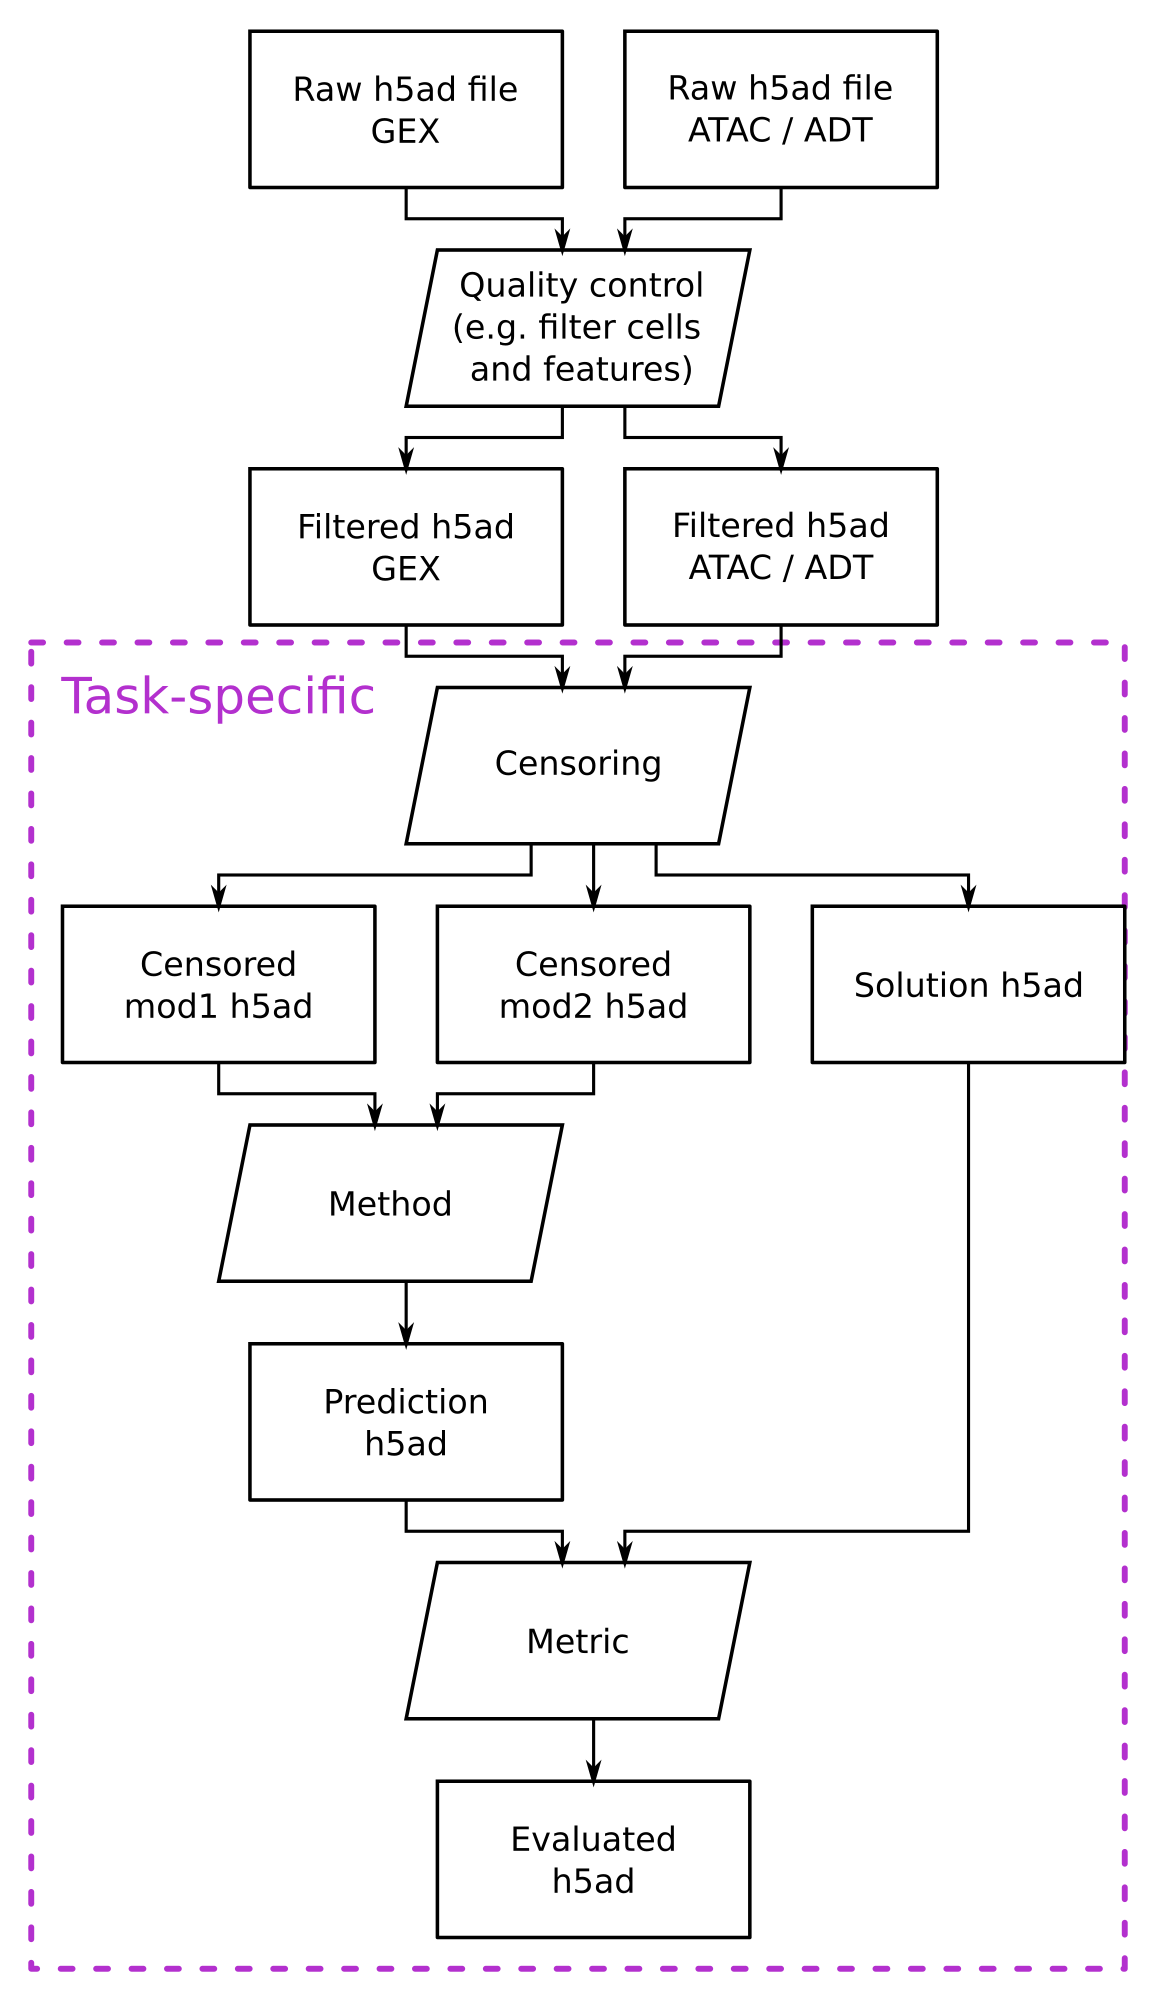 Raw h5ad file
GEX
Raw h5ad file
ATAC / ADT
Quality control
(e.g. filter cells
and features)
Filtered h5ad
GEX
Filtered h5ad
ATAC / ADT
Task-specific
Censoring
Censored
mod1 h5ad
Censored
mod2 h5ad
Solution h5ad
Method
Prediction
h5ad
Metric
Evaluated
h5ad